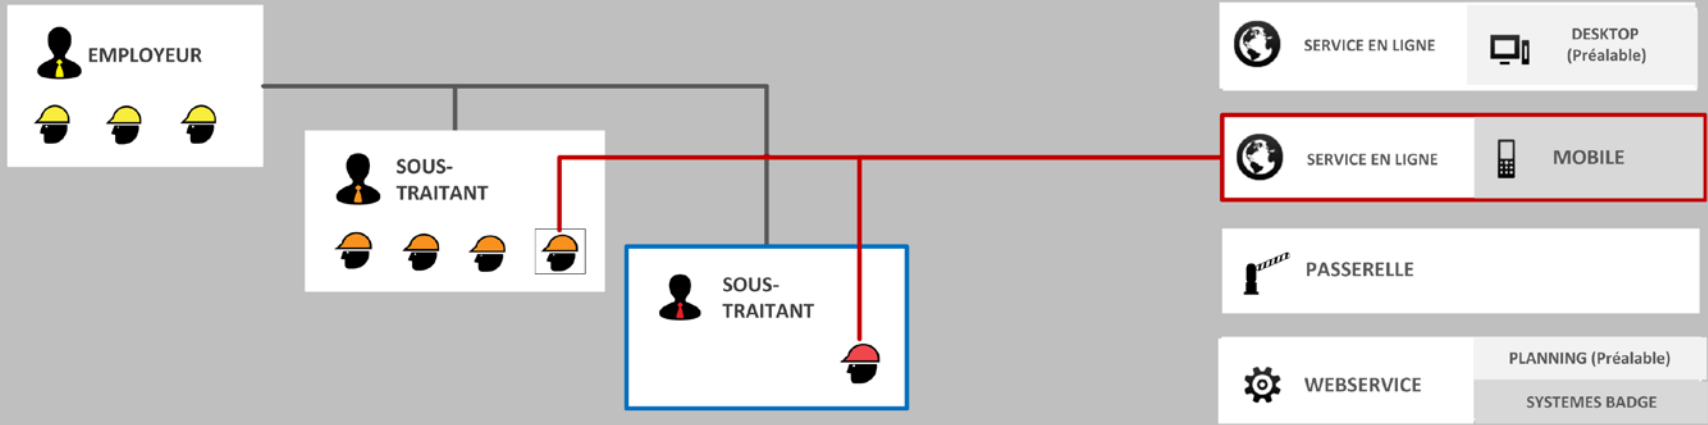 EMPLOYEUR
SOUS-
TRAITANT
SOUS-
TRAITANT
SERVICE EN LIGNE
DESKTOP
(Préalable)
SERVICE EN LIGNE
MOBILE
PASSERELLE
WEBSERVICE
PLANNING (Préalable)
SYSTEMES BADGE